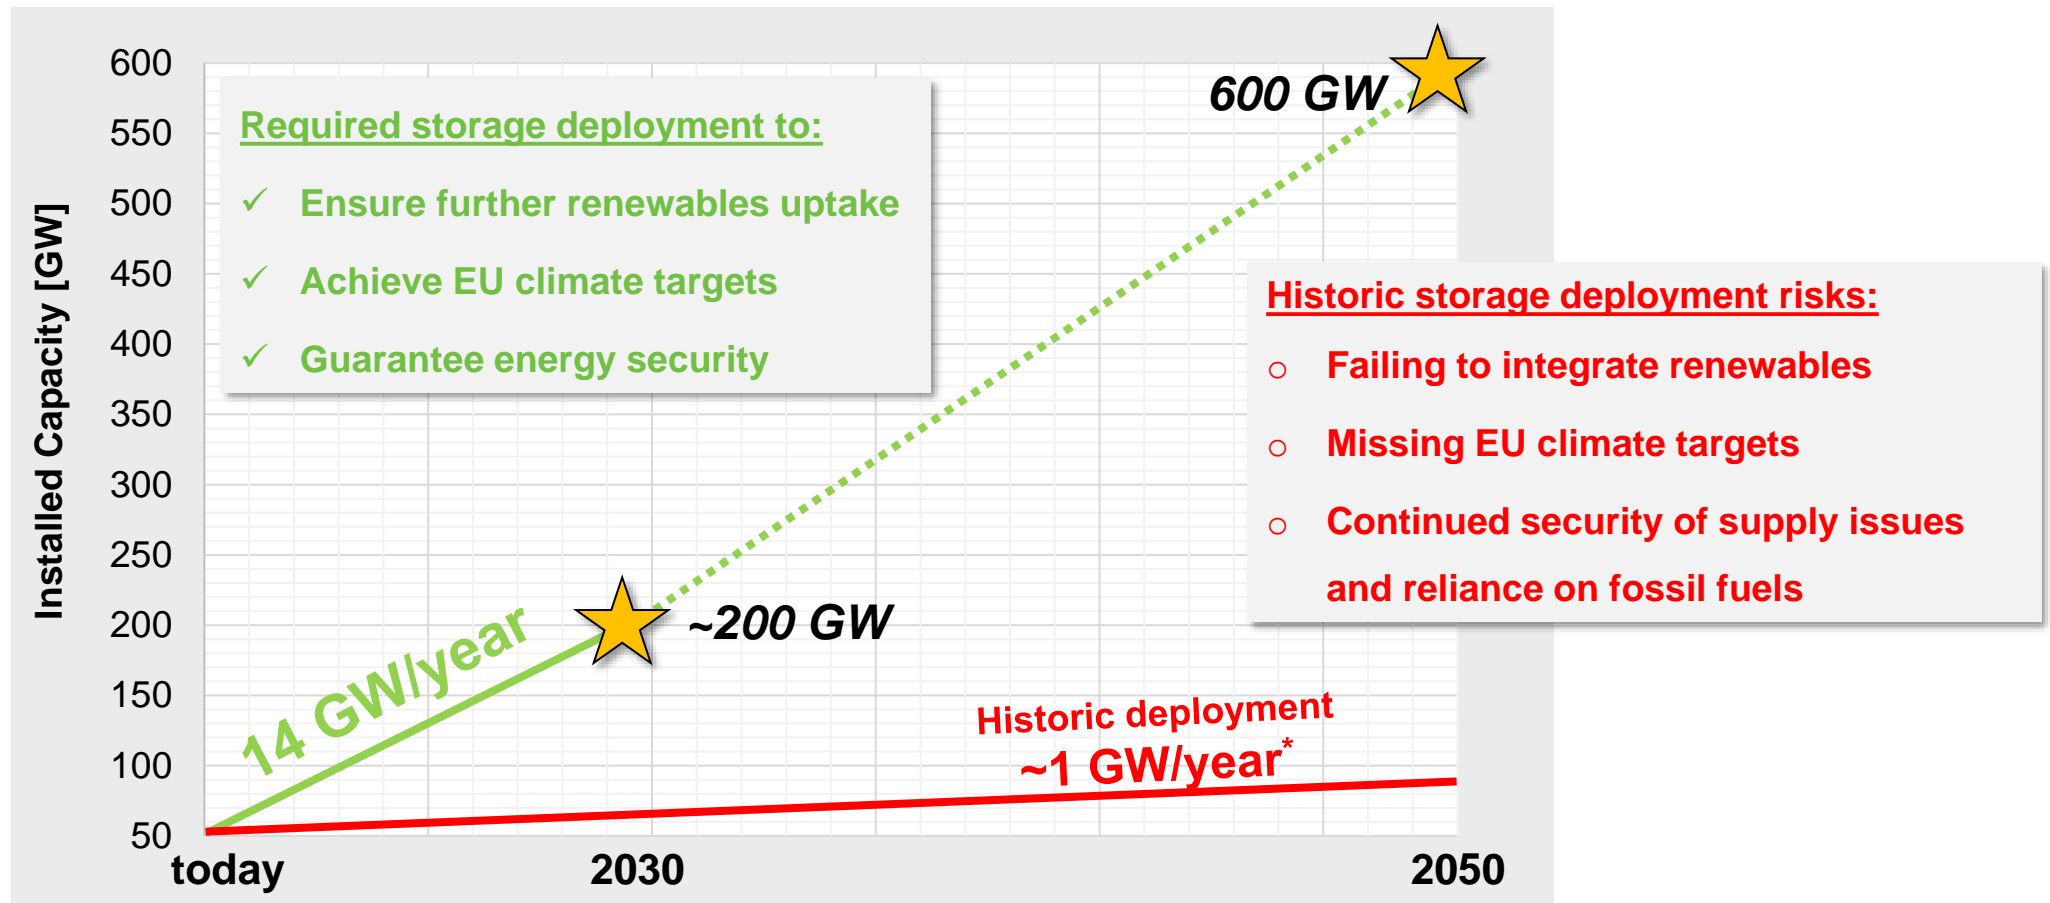 Installed Capacity [GW]
600
550
500
450
400
350
300
250
200
150
100
50
today
2030
2050
Required storage deployment to:
✓ Ensure further renewables uptake
✓ Achieve EU climate targets
✓ Guarantee energy security
600 GW
~200 GW
14 GW/year
Historic deployment
~1 GW/year*
Historic storage deployment risks:
o Failing to integrate renewables
o Missing EU climate targets
o Continued security of supply issues
and reliance on fossil fuels